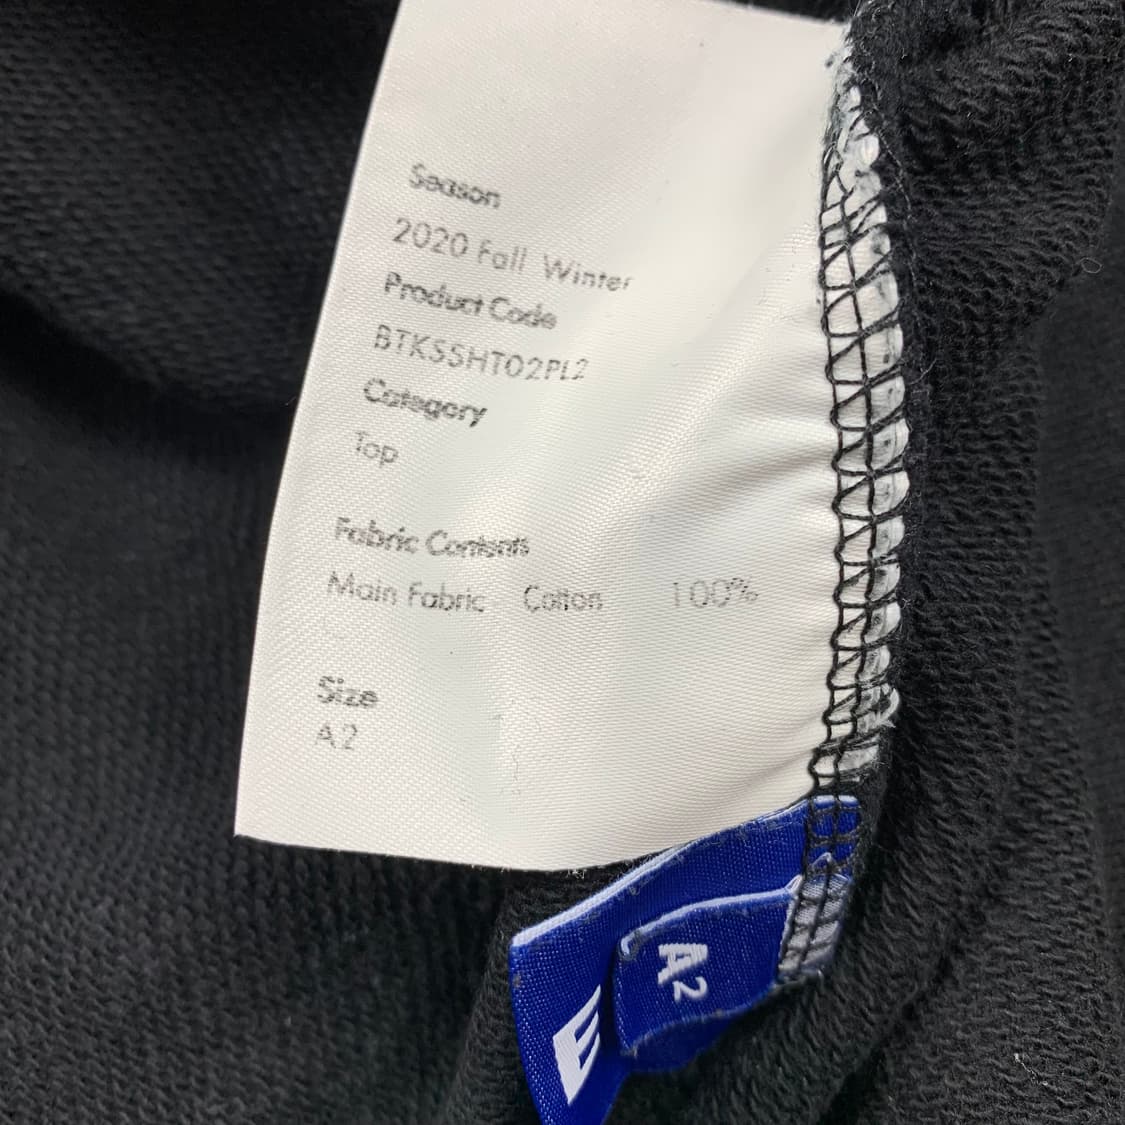 Season
2020 Fall Winter
Product Code
BTKSSHT02PL2
Category
Top
Fabric Contents
Main Fabric Cotton 100%
Size
A2
A2